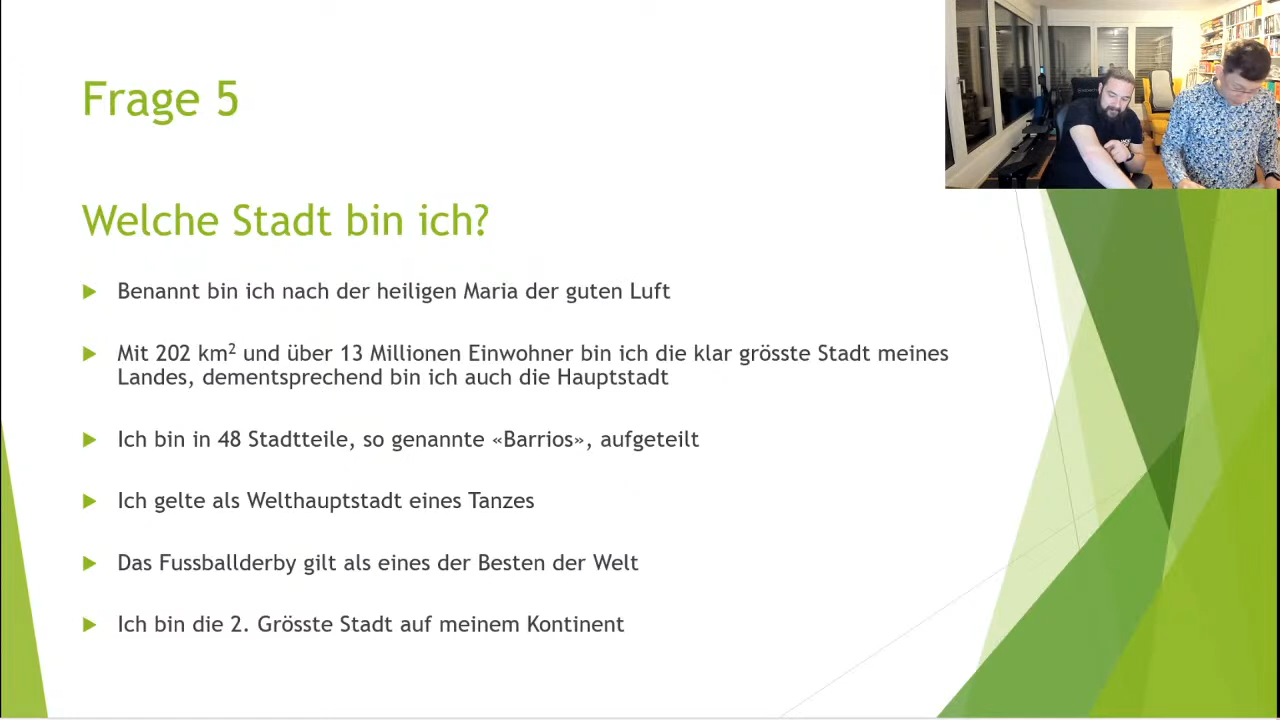 Frage 5
Welche Stadt bin ich?
Benannt bin ich nach der heiligen Maria der guten Luft
Mit 202 km² und über 13 Millionen Einwohner bin ich die klar grösste Stadt meines
Landes, dementsprechend bin ich auch die Hauptstadt
Ich bin in 48 Stadtteile, so genannte «Barrios», aufgeteilt
Ich gelte als Welthauptstadt eines Tanzes
Das Fussballderby gilt als eines der Besten der Welt
Ich bin die 2. Grösste Stadt auf meinem Kontinent